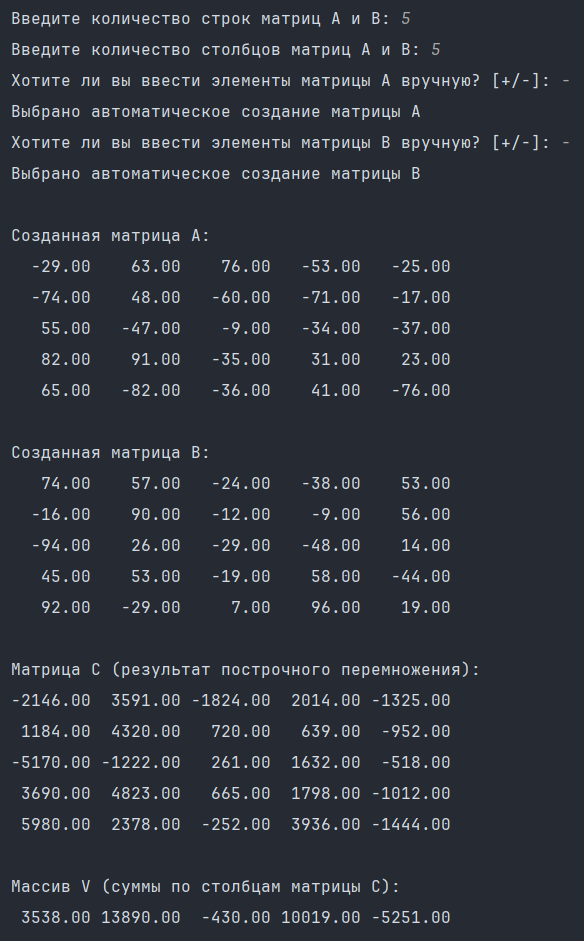 Введите количество строк матриц A и B: 5
Введите количество столбцов матриц A и B: 5
Хотите ли вы ввести элементы матрицы A вручную? [+/-]: -
Выбрано автоматическое создание матрицы A
Хотите ли вы ввести элементы матрицы B вручную? [+/-]: -
Выбрано автоматическое создание матрицы B
Созданная матрица A:
-29.00 63.00 76.00 -53.00 -25.00
-74.00 48.00 -60.00 -71.00 -17.00
55.00 -47.00 -9.00 -34.00 -37.00
82.00 91.00 -35.00 31.00 23.00
65.00 -82.00 -36.00 41.00 -76.00
Созданная матрица B:
74.00 57.00 -24.00 -38.00 53.00
-16.00 90.00 -12.00 -9.00 56.00
-94.00 26.00 -29.00 -48.00 14.00
45.00 53.00 -19.00 58.00 -44.00
92.00 -29.00 7.00 96.00 19.00
Матрица C (результат построчного перемножения):
-2146.00 3591.00 -1824.00 2014.00 -1325.00
1184.00 4320.00 720.00 639.00 -952.00
-5170.00 -1222.00 261.00 1632.00 -518.00
3690.00 4823.00 665.00 1798.00 -1012.00
5980.00 2378.00 -252.00 3936.00 -1444.00
Массив V (суммы по столбцам матрицы C):
3538.00 13890.00 -430.00 10019.00 -5251.00